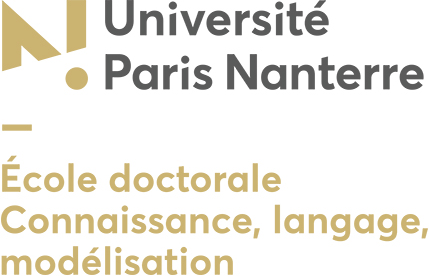 Université
Paris Nanterre
École doctorale
Connaissance, langage,
modélisation